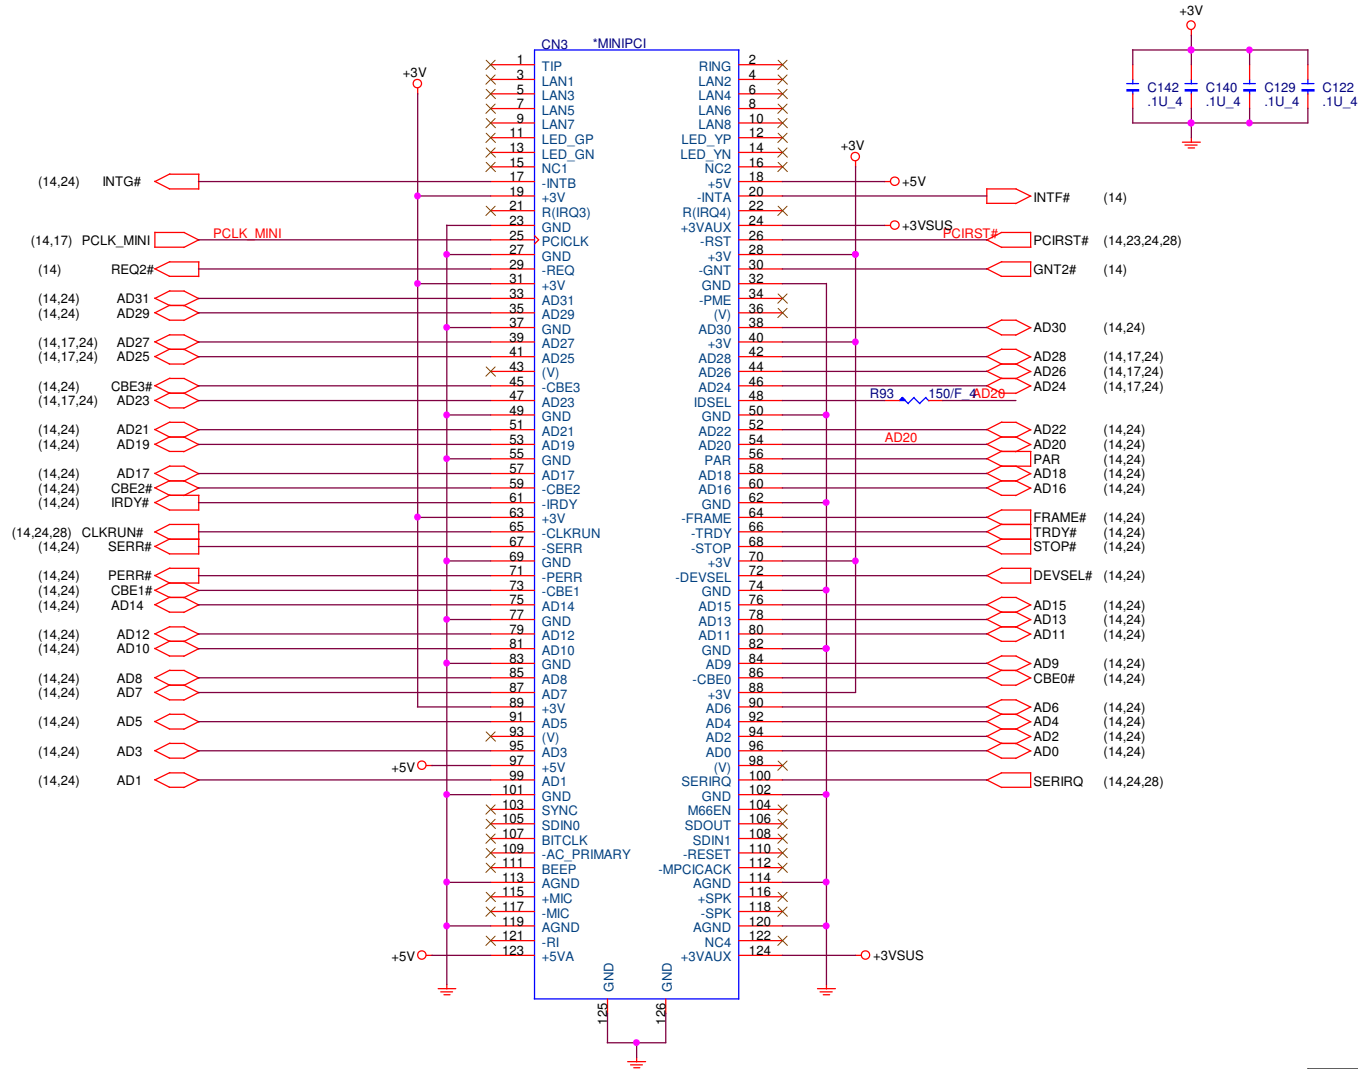 +3V
C142 .1U_4 C140 .1U_4 C129 .1U_4 C122 .1U_4
CN3 *MINIPCI
+3V
+3V
1 TIP RING 2
3 LAN1 LAN2 4
5 LAN3 LAN4 6
7 LAN5 LAN6 8
9 LAN7 LAN8 10
11 LED_GP LED_YP 12
13 LED_GN LED_YN 14
15 NC1 NC2 16
(14,24) INTG# 17 -INTB +5V 18 +5V
19 +3V -INTA 20 INTF# (14)
21 R(IRQ3) R(IRQ4) 22
23 GND +3VAUX 24 +3VSUS
(14,17) PCLK_MINI PCLK_MINI 25 PCICLK -RST 26 PCIRST# PCIRST# (14,23,24,28)
27 GND +3V 28
(14) REQ2# 29 -REQ -GNT 30 GNT2# (14)
31 +3V GND 32
(14,24) AD31 33 AD31 -PME 34
(14,24) AD29 35 AD29 (V) 36
37 GND AD30 38 AD30 (14,24)
(14,17,24) AD27 39 AD27 +3V 40
(14,17,24) AD25 41 AD25 AD28 42 AD28 (14,17,24)
43 (V) AD26 44 AD26 (14,17,24)
(14,24) CBE3# 45 -CBE3 AD24 46 AD24 (14,17,24)
(14,17,24) AD23 47 AD23 IDSEL 48 R93 150/F_4 AD20
49 GND GND 50
(14,24) AD21 51 AD21 AD22 52 AD22 (14,24)
(14,24) AD19 53 AD19 AD20 54 AD20 AD20 (14,24)
55 GND PAR 56 PAR (14,24)
(14,24) AD17 57 AD17 AD18 58 AD18 (14,24)
(14,24) CBE2# 59 -CBE2 AD16 60 AD16 (14,24)
(14,24) IRDY# 61 -IRDY GND 62
63 +3V -FRAME 64 FRAME# (14,24)
(14,24,28) CLKRUN# 65 -CLKRUN -TRDY 66 TRDY# (14,24)
(14,24) SERR# 67 -SERR -STOP 68 STOP# (14,24)
69 GND +3V 70
(14,24) PERR# 71 -PERR -DEVSEL 72 DEVSEL# (14,24)
(14,24) CBE1# 73 -CBE1 GND 74
(14,24) AD14 75 AD14 AD15 76 AD15 (14,24)
77 GND AD13 78 AD13 (14,24)
(14,24) AD12 79 AD12 AD11 80 AD11 (14,24)
(14,24) AD10 81 AD10 GND 82
83 GND AD9 84 AD9 (14,24)
(14,24) AD8 85 AD8 -CBE0 86 CBE0# (14,24)
(14,24) AD7 87 AD7 +3V 88
89 +3V AD6 90 AD6 (14,24)
(14,24) AD5 91 AD5 AD4 92 AD4 (14,24)
93 (V) AD2 94 AD2 (14,24)
(14,24) AD3 95 AD3 AD0 96 AD0 (14,24)
+5V 97 +5V (V) 98
(14,24) AD1 99 AD1 SERIRQ 100 SERIRQ (14,24,28)
101 GND GND 102
103 SYNC M66EN 104
105 SDIN0 SDOUT 106
107 BITCLK SDIN1 108
109 -AC_PRIMARY -RESET 110
111 BEEP -MPCICACK 112
113 AGND AGND 114
115 +MIC +SPK 116
117 -MIC -SPK 118
119 AGND AGND 120
121 -RI NC4 122
+5V 123 +5VA +3VAUX 124 +3VSUS
GND GND
125 126